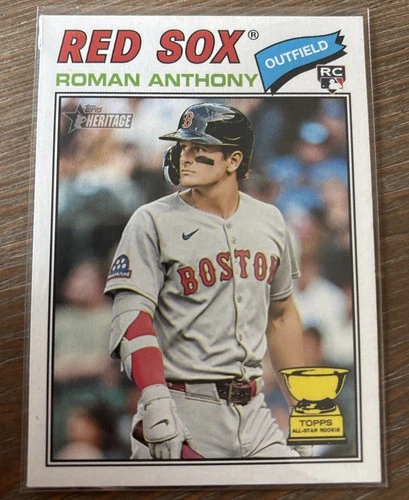 RED SOX®
OUTFIELD
ROMAN ANTHONY
RC
Topps
HERITAGE
B
BOSTON
TOPPS
ALL-STAR ROOKIE